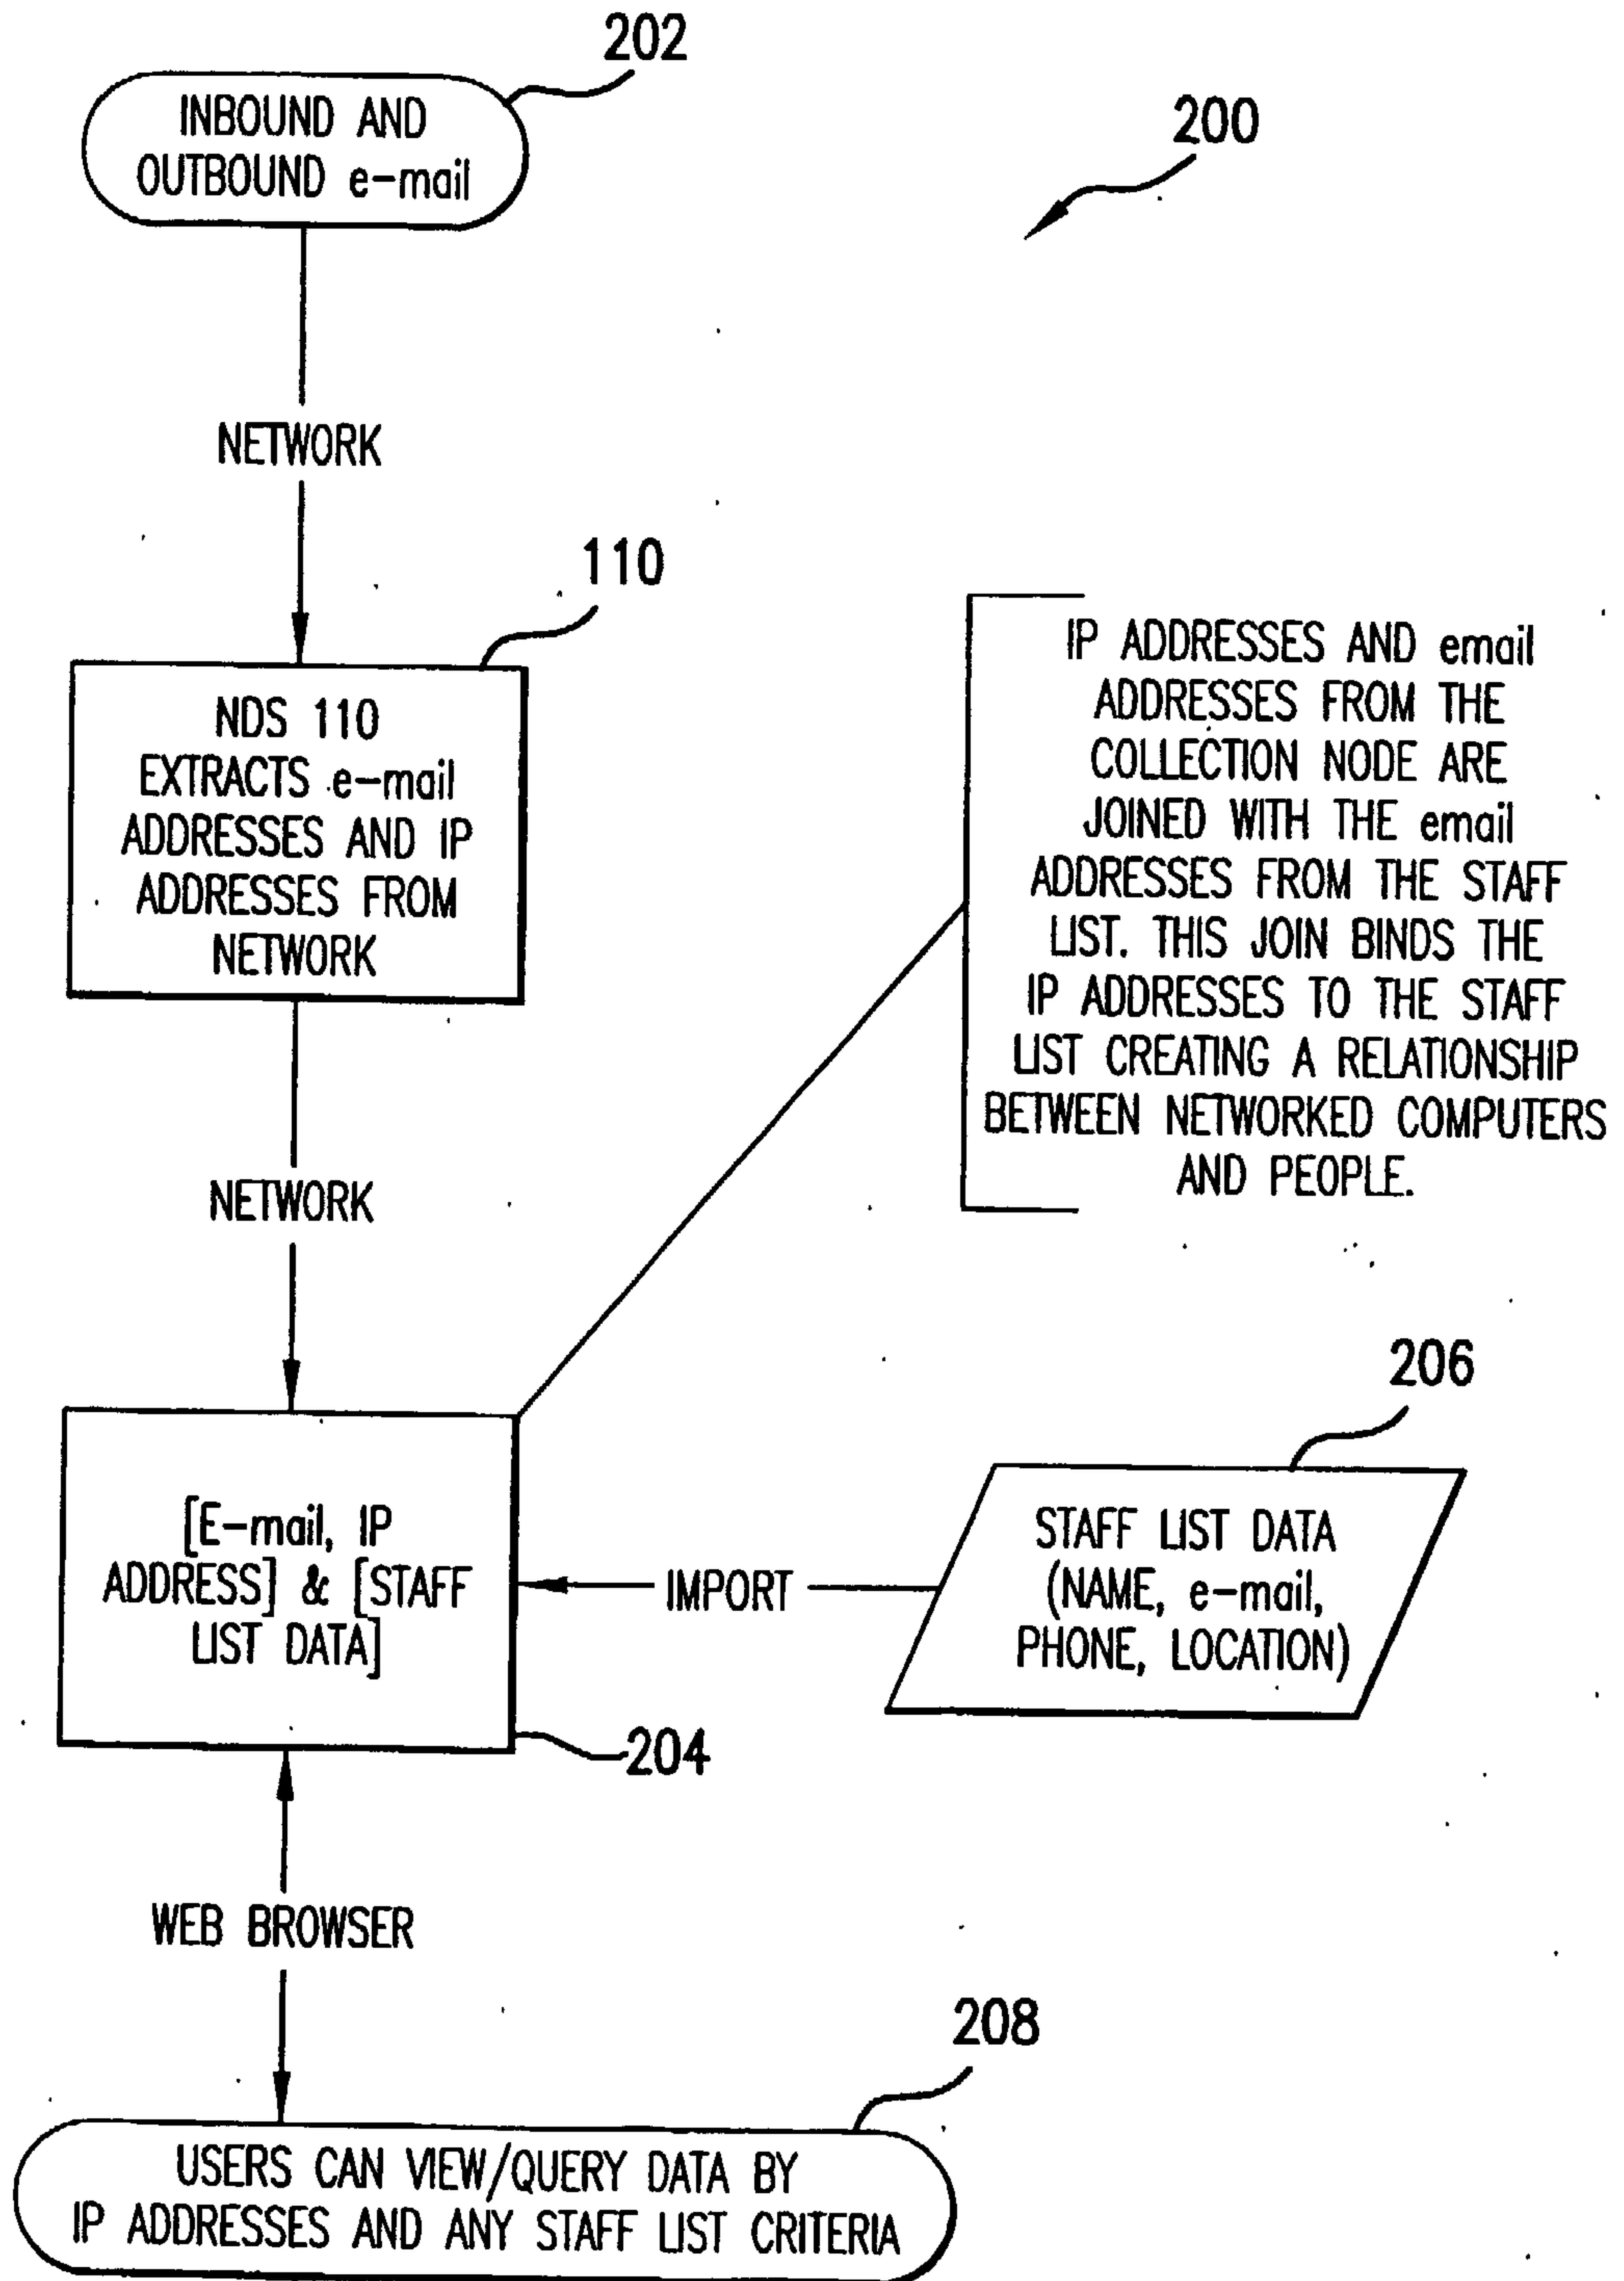 202
INBOUND AND
OUTBOUND e-mail
200
NETWORK
110
NDS 110
EXTRACTS e-mail
ADDRESSES AND IP
ADDRESSES FROM
NETWORK
IP ADDRESSES AND email
ADDRESSES FROM THE
COLLECTION NODE ARE
JOINED WITH THE email
ADDRESSES FROM THE STAFF
LIST. THIS JOIN BINDS THE
IP ADDRESSES TO THE STAFF
LIST CREATING A RELATIONSHIP
BETWEEN NETWORKED COMPUTERS
AND PEOPLE.
NETWORK
206
[E-mail, IP
ADDRESS] & [STAFF
LIST DATA]
IMPORT
STAFF LIST DATA
(NAME, e-mail,
PHONE, LOCATION)
204
WEB BROWSER
208
USERS CAN VIEW/QUERY DATA BY
IP ADDRESSES AND ANY STAFF LIST CRITERIA